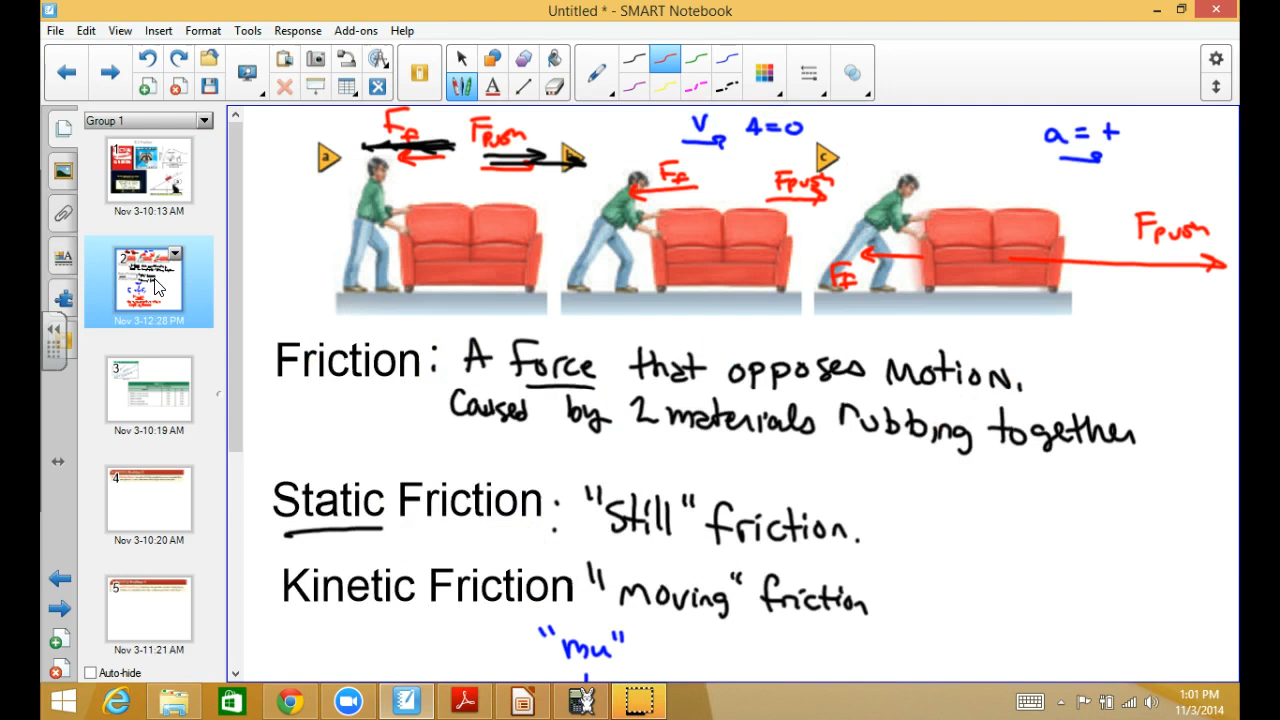 Untitled * - SMART Notebook
File Edit View Insert Format Tools Response Add-ons Help
Group 1
1
Nov 3-10:13 AM
2
Nov 3-12:28 PM
3
Nov 3-10:19 AM
4
Nov 3-10:20 AM
5
Nov 3-11:21 AM
Auto-hide
Ff Fpush V a=0 a = +
a b c
Ff Fpush
Fpush
Ff
Friction : A force that opposes Motion.
Caused by 2 materials rubbing together
Static Friction : "Still" friction.
Kinetic Friction "moving" friction
"mu"
1:01 PM
11/3/2014